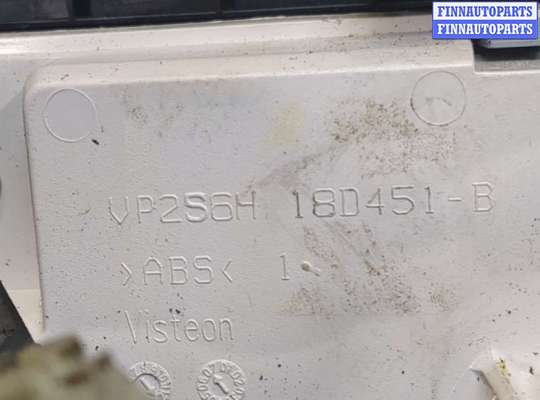 FINNAUTOPARTS
FINNAUTOPARTS
VP2S6H 18D451-B
>ABS< 1
Visteon